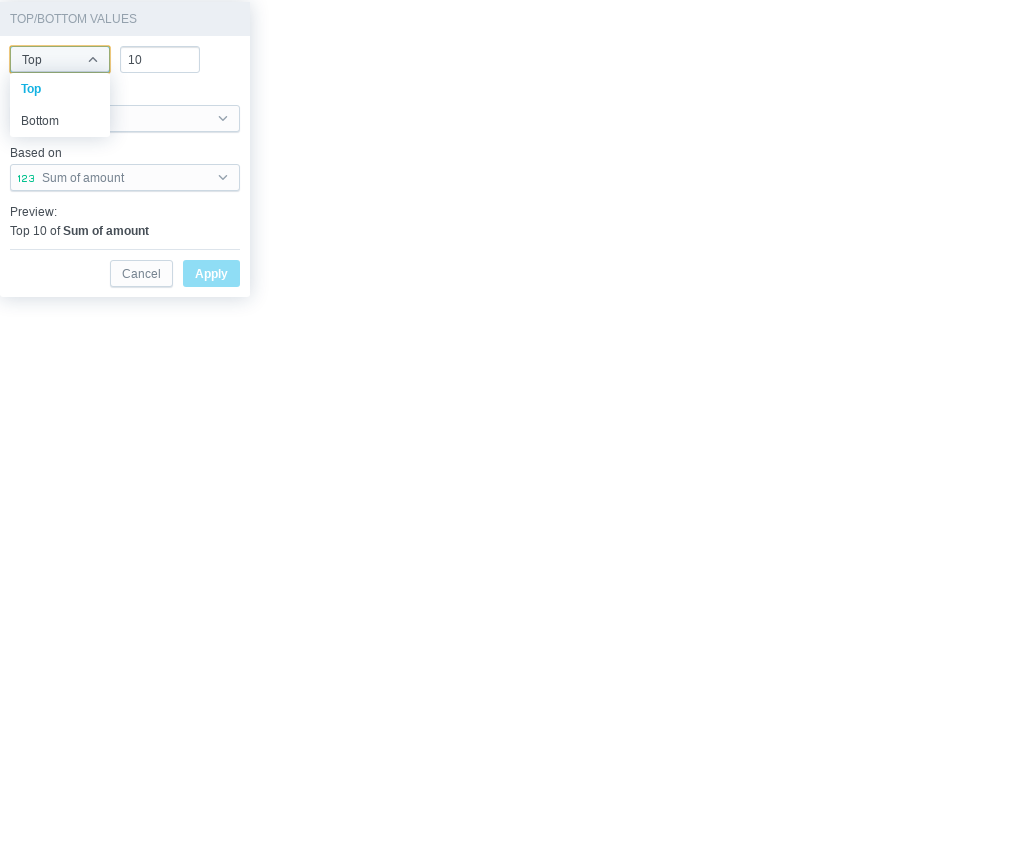 TOP/BOTTOM VALUES
Top 10
Top
Bottom
Based on
123 Sum of amount
Preview:
Top 10 of Sum of amount
Cancel Apply